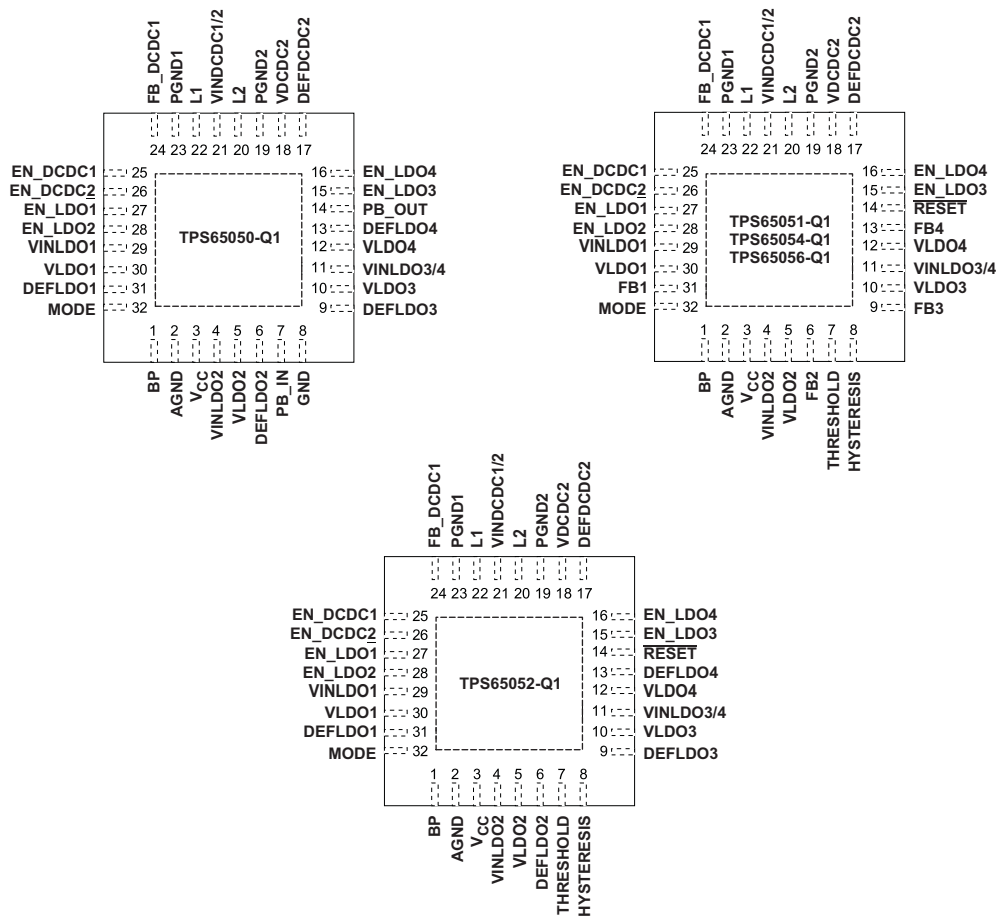 FB_DCDC1
PGND1
L1
VINDCDC1/2
L2
PGND2
VDCDC2
DEFDCDC2
24 23 22 21 20 19 18 17
EN_DCDC1 25
EN_DCDC2 26
EN_LDO1 27
EN_LDO2 28
VINLDO1 29
VLDO1 30
DEFLDO1 31
MODE 32
TPS65050-Q1
16 EN_LDO4
15 EN_LDO3
14 PB_OUT
13 DEFLDO4
12 VLDO4
11 VINLDO3/4
10 VLDO3
9 DEFLDO3
1 2 3 4 5 6 7 8
BP
AGND
VCC
VINLDO2
VLDO2
DEFLDO2
PB_IN
GND
FB_DCDC1
PGND1
L1
VINDCDC1/2
L2
PGND2
VDCDC2
DEFDCDC2
24 23 22 21 20 19 18 17
EN_DCDC1 25
EN_DCDC2 26
EN_LDO1 27
EN_LDO2 28
VINLDO1 29
VLDO1 30
FB1 31
MODE 32
TPS65051-Q1
TPS65054-Q1
TPS65056-Q1
16 EN_LDO4
15 EN_LDO3
14 RESET
13 FB4
12 VLDO4
11 VINLDO3/4
10 VLDO3
9 FB3
1 2 3 4 5 6 7 8
BP
AGND
VCC
VINLDO2
VLDO2
FB2
THRESHOLD
HYSTERESIS
FB_DCDC1
PGND1
L1
VINDCDC1/2
L2
PGND2
VDCDC2
DEFDCDC2
24 23 22 21 20 19 18 17
EN_DCDC1 25
EN_DCDC2 26
EN_LDO1 27
EN_LDO2 28
VINLDO1 29
VLDO1 30
DEFLDO1 31
MODE 32
TPS65052-Q1
16 EN_LDO4
15 EN_LDO3
14 RESET
13 DEFLDO4
12 VLDO4
11 VINLDO3/4
10 VLDO3
9 DEFLDO3
1 2 3 4 5 6 7 8
BP
AGND
VCC
VINLDO2
VLDO2
DEFLDO2
THRESHOLD
HYSTERESIS